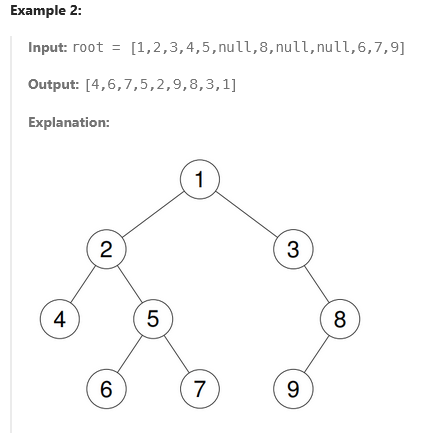 Example 2:
Input: root = [1,2,3,4,5,null,8,null,null,6,7,9]
Output: [4,6,7,5,2,9,8,3,1]
Explanation:
1
2 3
4 5 8
6 7 9